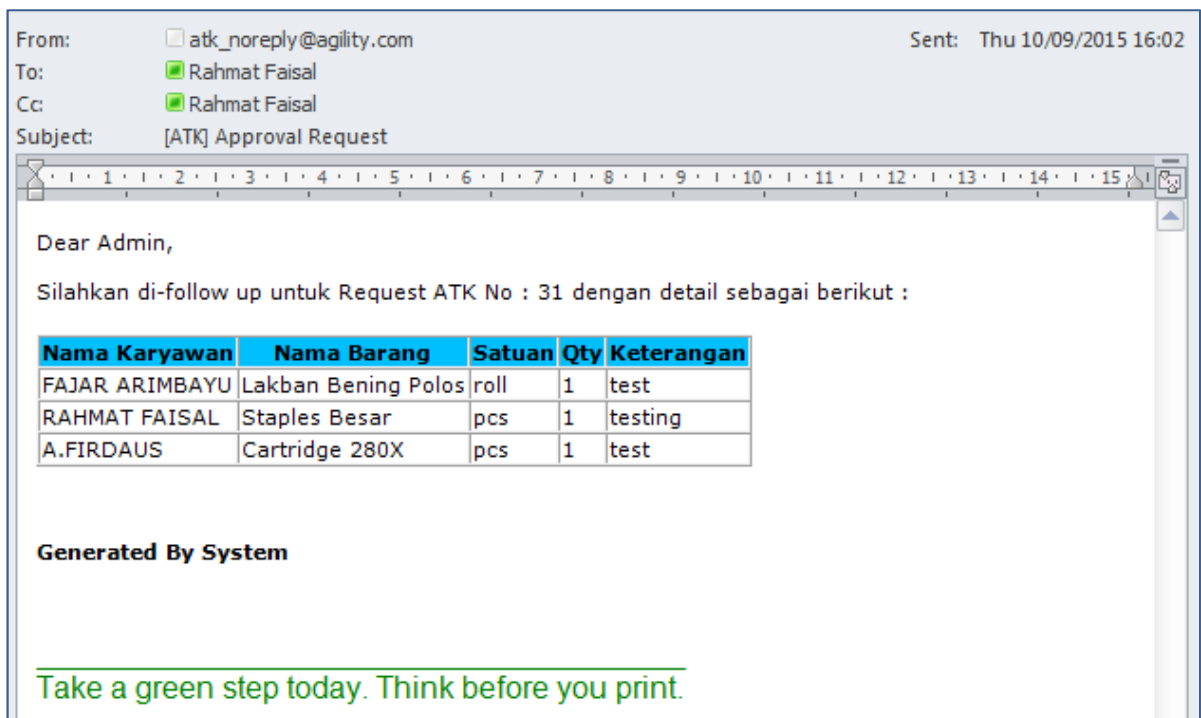 From: atk_noreply@agility.com Sent: Thu 10/09/2015 16:02
To: Rahmat Faisal
Cc: Rahmat Faisal
Subject: [ATK] Approval Request
1 2 3 4 5 6 7 8 9 10 11 12 13 14 15
Dear Admin,
Silahkan di-follow up untuk Request ATK No : 31 dengan detail sebagai berikut :
Nama Karyawan Nama Barang Satuan Qty Keterangan
FAJAR ARIMBAYU Lakban Bening Polos roll 1 test
RAHMAT FAISAL Staples Besar pcs 1 testing
A.FIRDAUS Cartridge 280X pcs 1 test
Generated By System
Take a green step today. Think before you print.